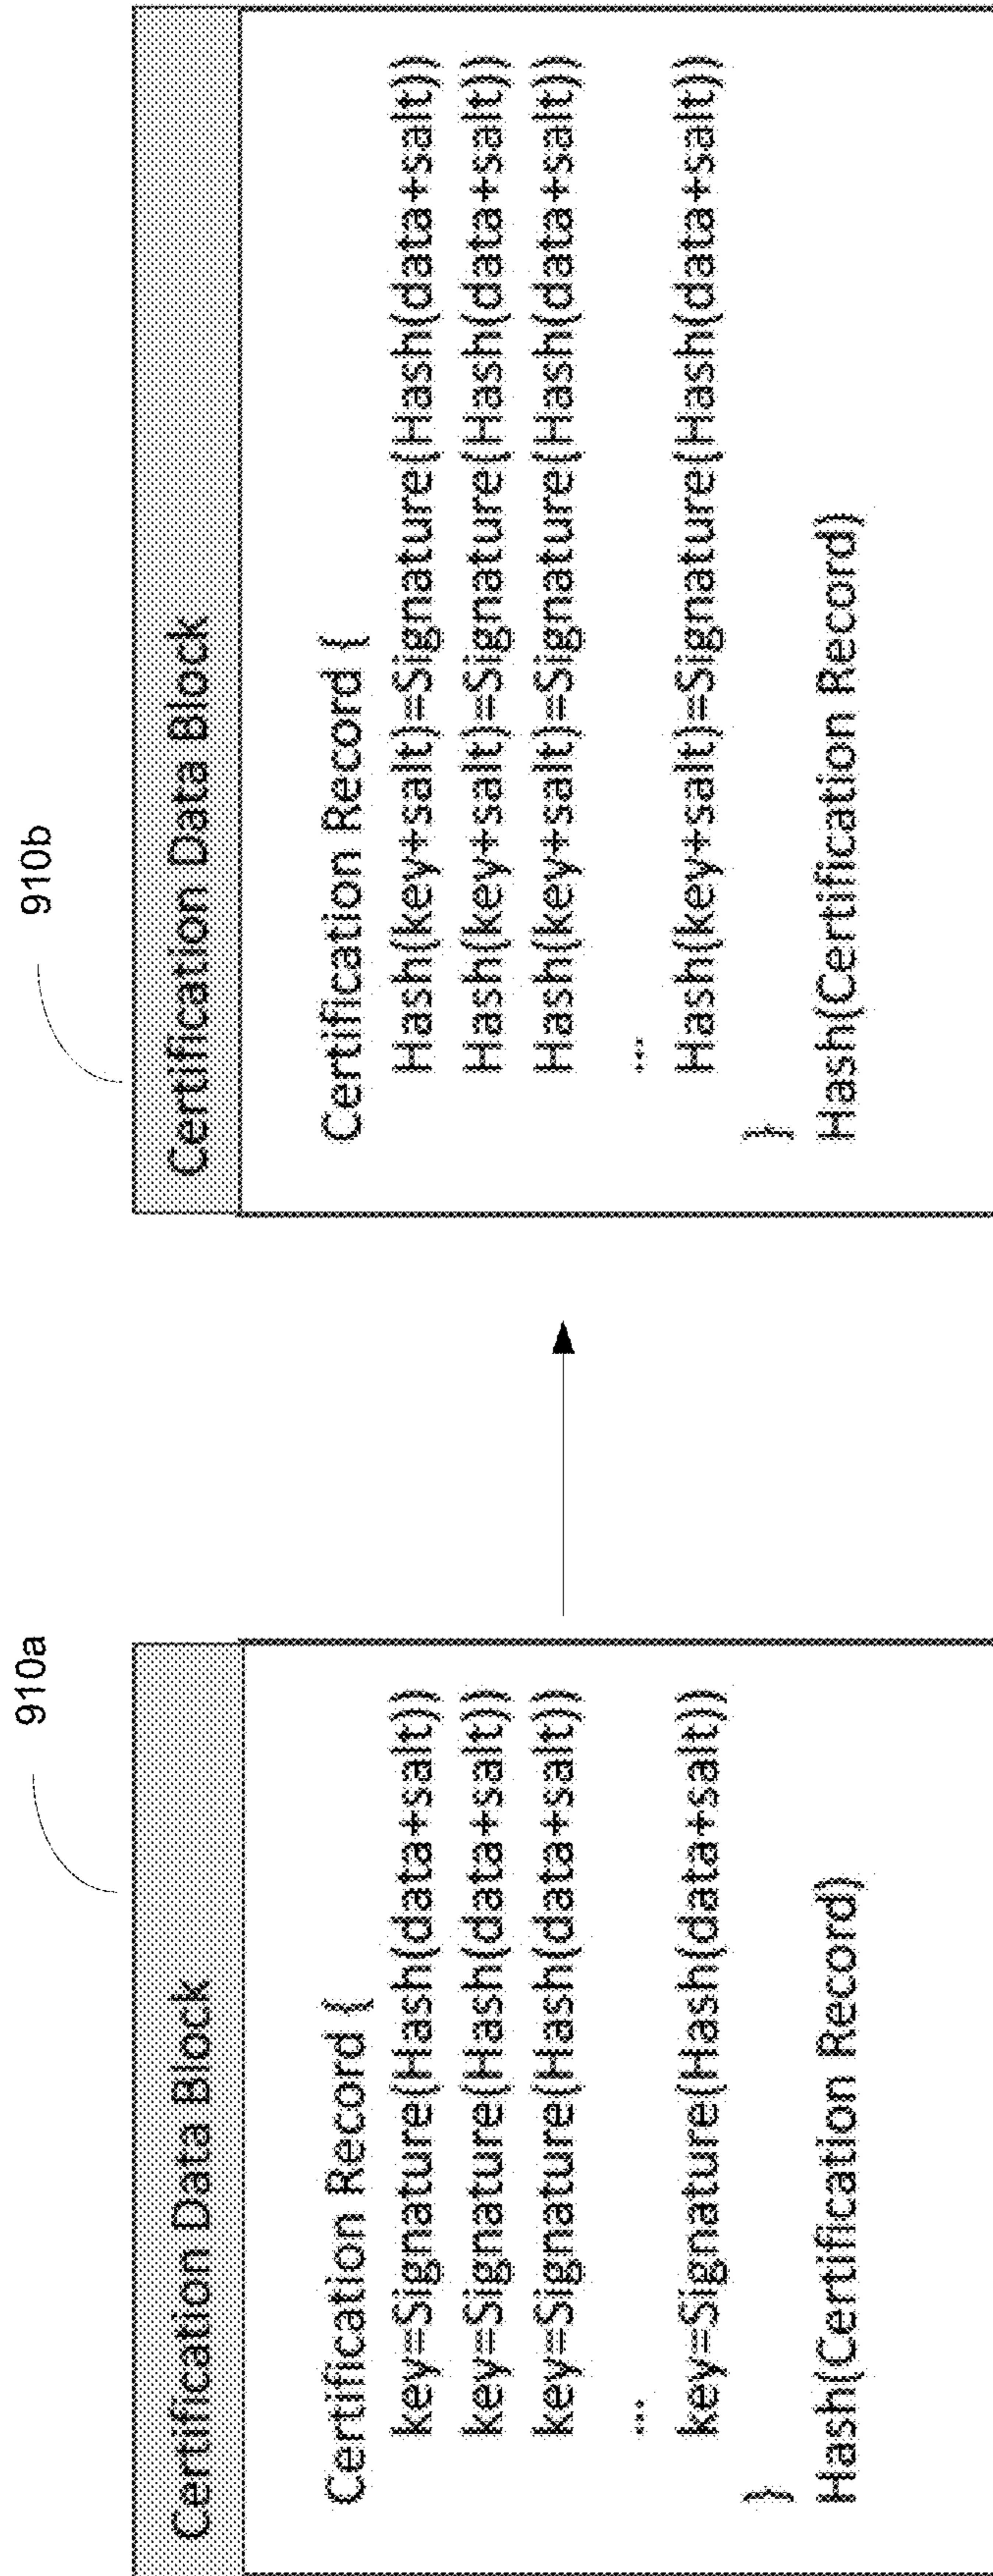 910a
Certification Data Block
Certification Record {
key=Signature(Hash(data+salt))
key=Signature(Hash(data+salt))
key=Signature(Hash(data+salt))
...
key=Signature(Hash(data+salt))
}
Hash(Certification Record)
910b
Certification Data Block
Certification Record {
Hash(key+salt)=Signature(Hash(data+salt))
Hash(key+salt)=Signature(Hash(data+salt))
Hash(key+salt)=Signature(Hash(data+salt))
...
Hash(key+salt)=Signature(Hash(data+salt))
}
Hash(Certification Record))